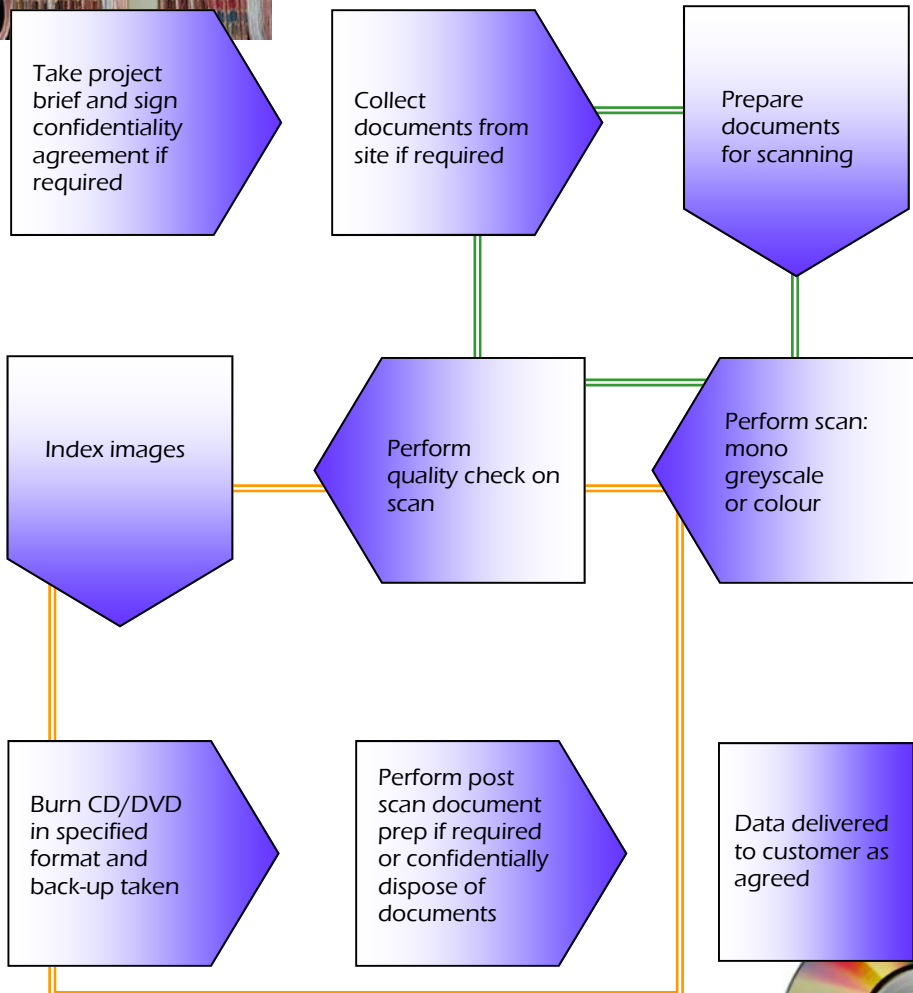 Take project
brief and sign
confidentiality
agreement if
required
Collect
documents from
site if required
Prepare
documents
for scanning
Perform scan:
mono
greyscale
or colour
Perform
quality check on
scan
Index images
Burn CD/DVD
in specified
format and
back-up taken
Perform post
scan document
prep if required
or confidentially
dispose of
documents
Data delivered
to customer as
agreed